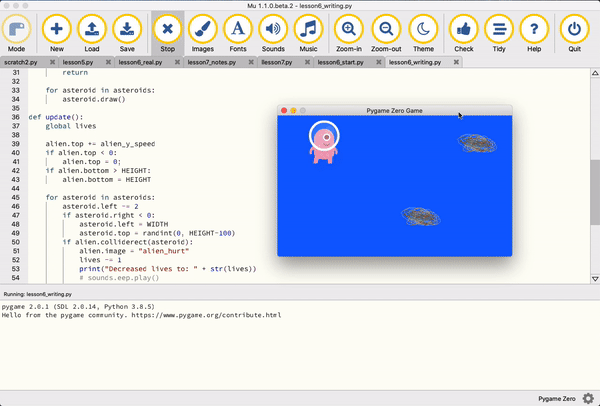 Mu 1.1.0.beta.2 - lesson6_writing.py
Mode New Load Save Stop Images Fonts Sounds Music Zoom-in Zoom-out Theme Check Tidy Help Quit
scratch2.py lesson5.py lesson6_real.py lesson7_notes.py llesson7.py lesson6_start.py lesson6_writing.py
31 return
32
33 for asteroid in asteroids:
34 asteroid.draw()
35
36 def update():
37 global lives
38
39 alien.top += alien_y_speed
40 if alien.top < 0:
41 alien.top = 0;
42 if alien.bottom > HEIGHT:
43 alien.bottom = HEIGHT
44
45 for asteroid in asteroids:
46 asteroid.left -= 2
47 if asteroid.right < 0:
48 asteroid.left = WIDTH
49 asteroid.top = randint(0, HEIGHT-100)
50 if alien.colliderect(asteroid):
51 alien.image = "alien_hurt"
52 lives -= 1
53 print("Decreased lives to: " + str(lives))
54 # sounds.eep.play()
Pygame Zero Game
Running: lesson6_writing.py
pygame 2.0.1 (SDL 2.0.14, Python 3.8.5)
Hello from the pygame community. https://www.pygame.org/contribute.html
Pygame Zero